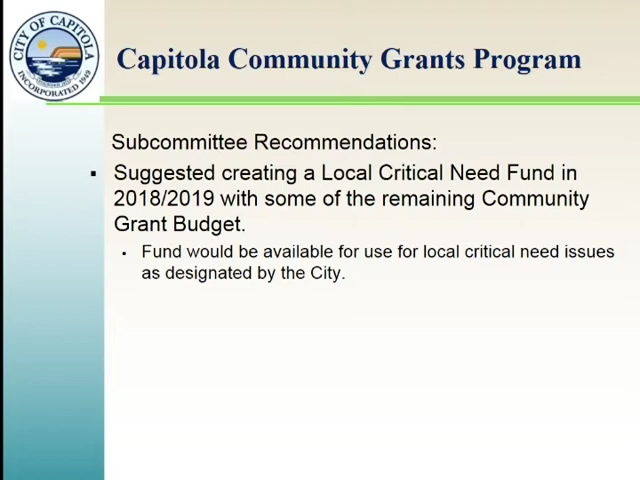 CITY OF CAPITOLA
INCORPORATED 1949
Capitola Community Grants Program
Subcommittee Recommendations:
▪ Suggested creating a Local Critical Need Fund in
2018/2019 with some of the remaining Community
Grant Budget.
▪ Fund would be available for use for local critical need issues
as designated by the City.